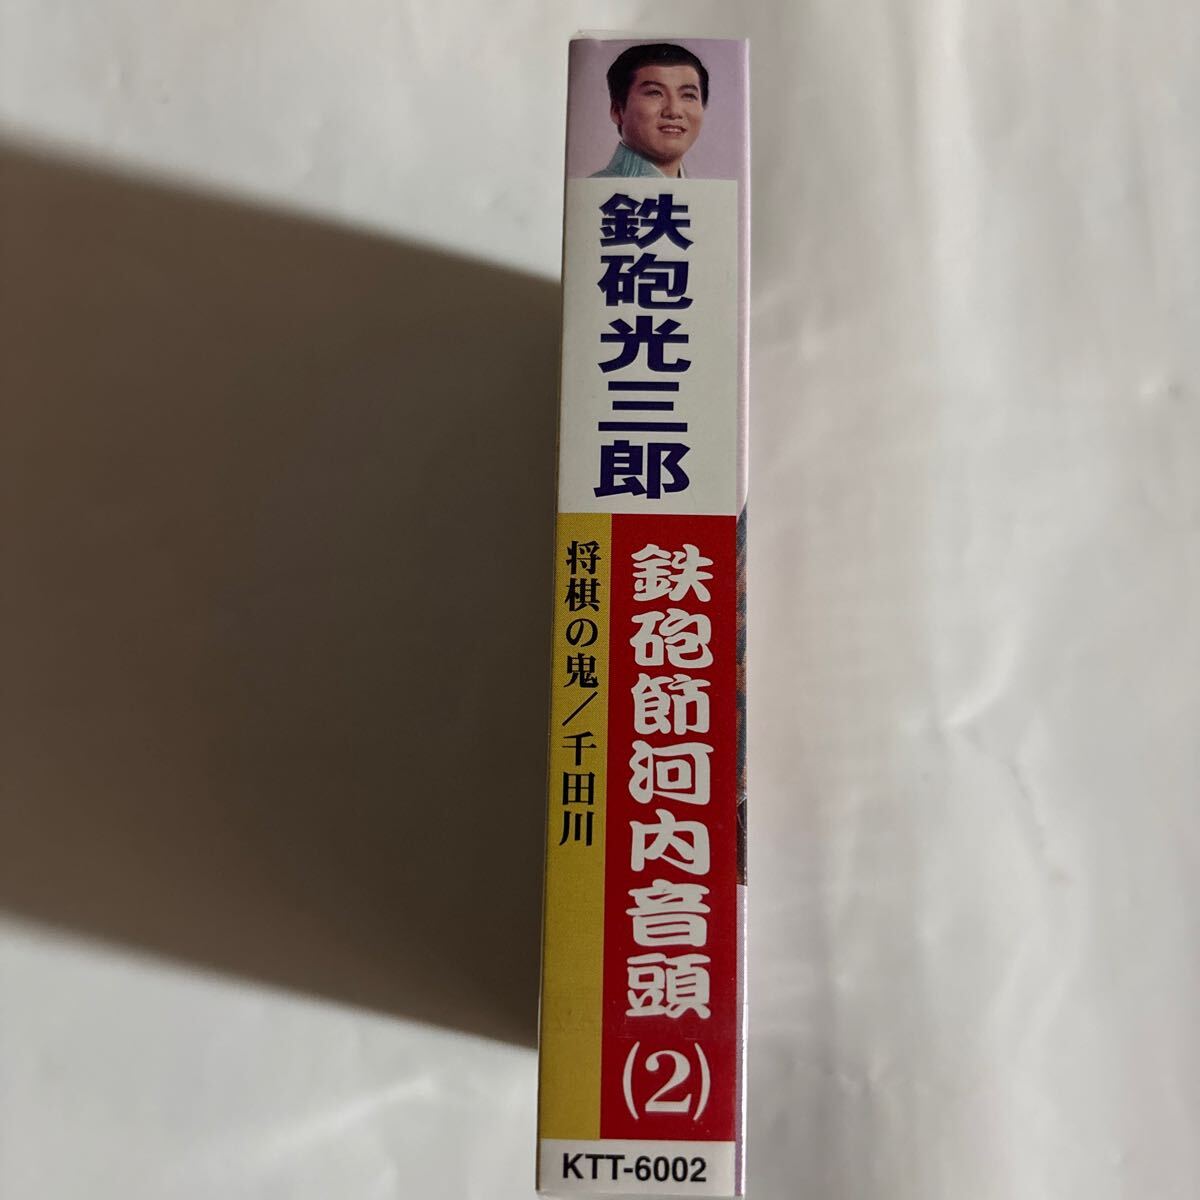 鉄砲光三郎
鉄砲節河内音頭(2)
将棋の鬼/千田川
KTT-6002